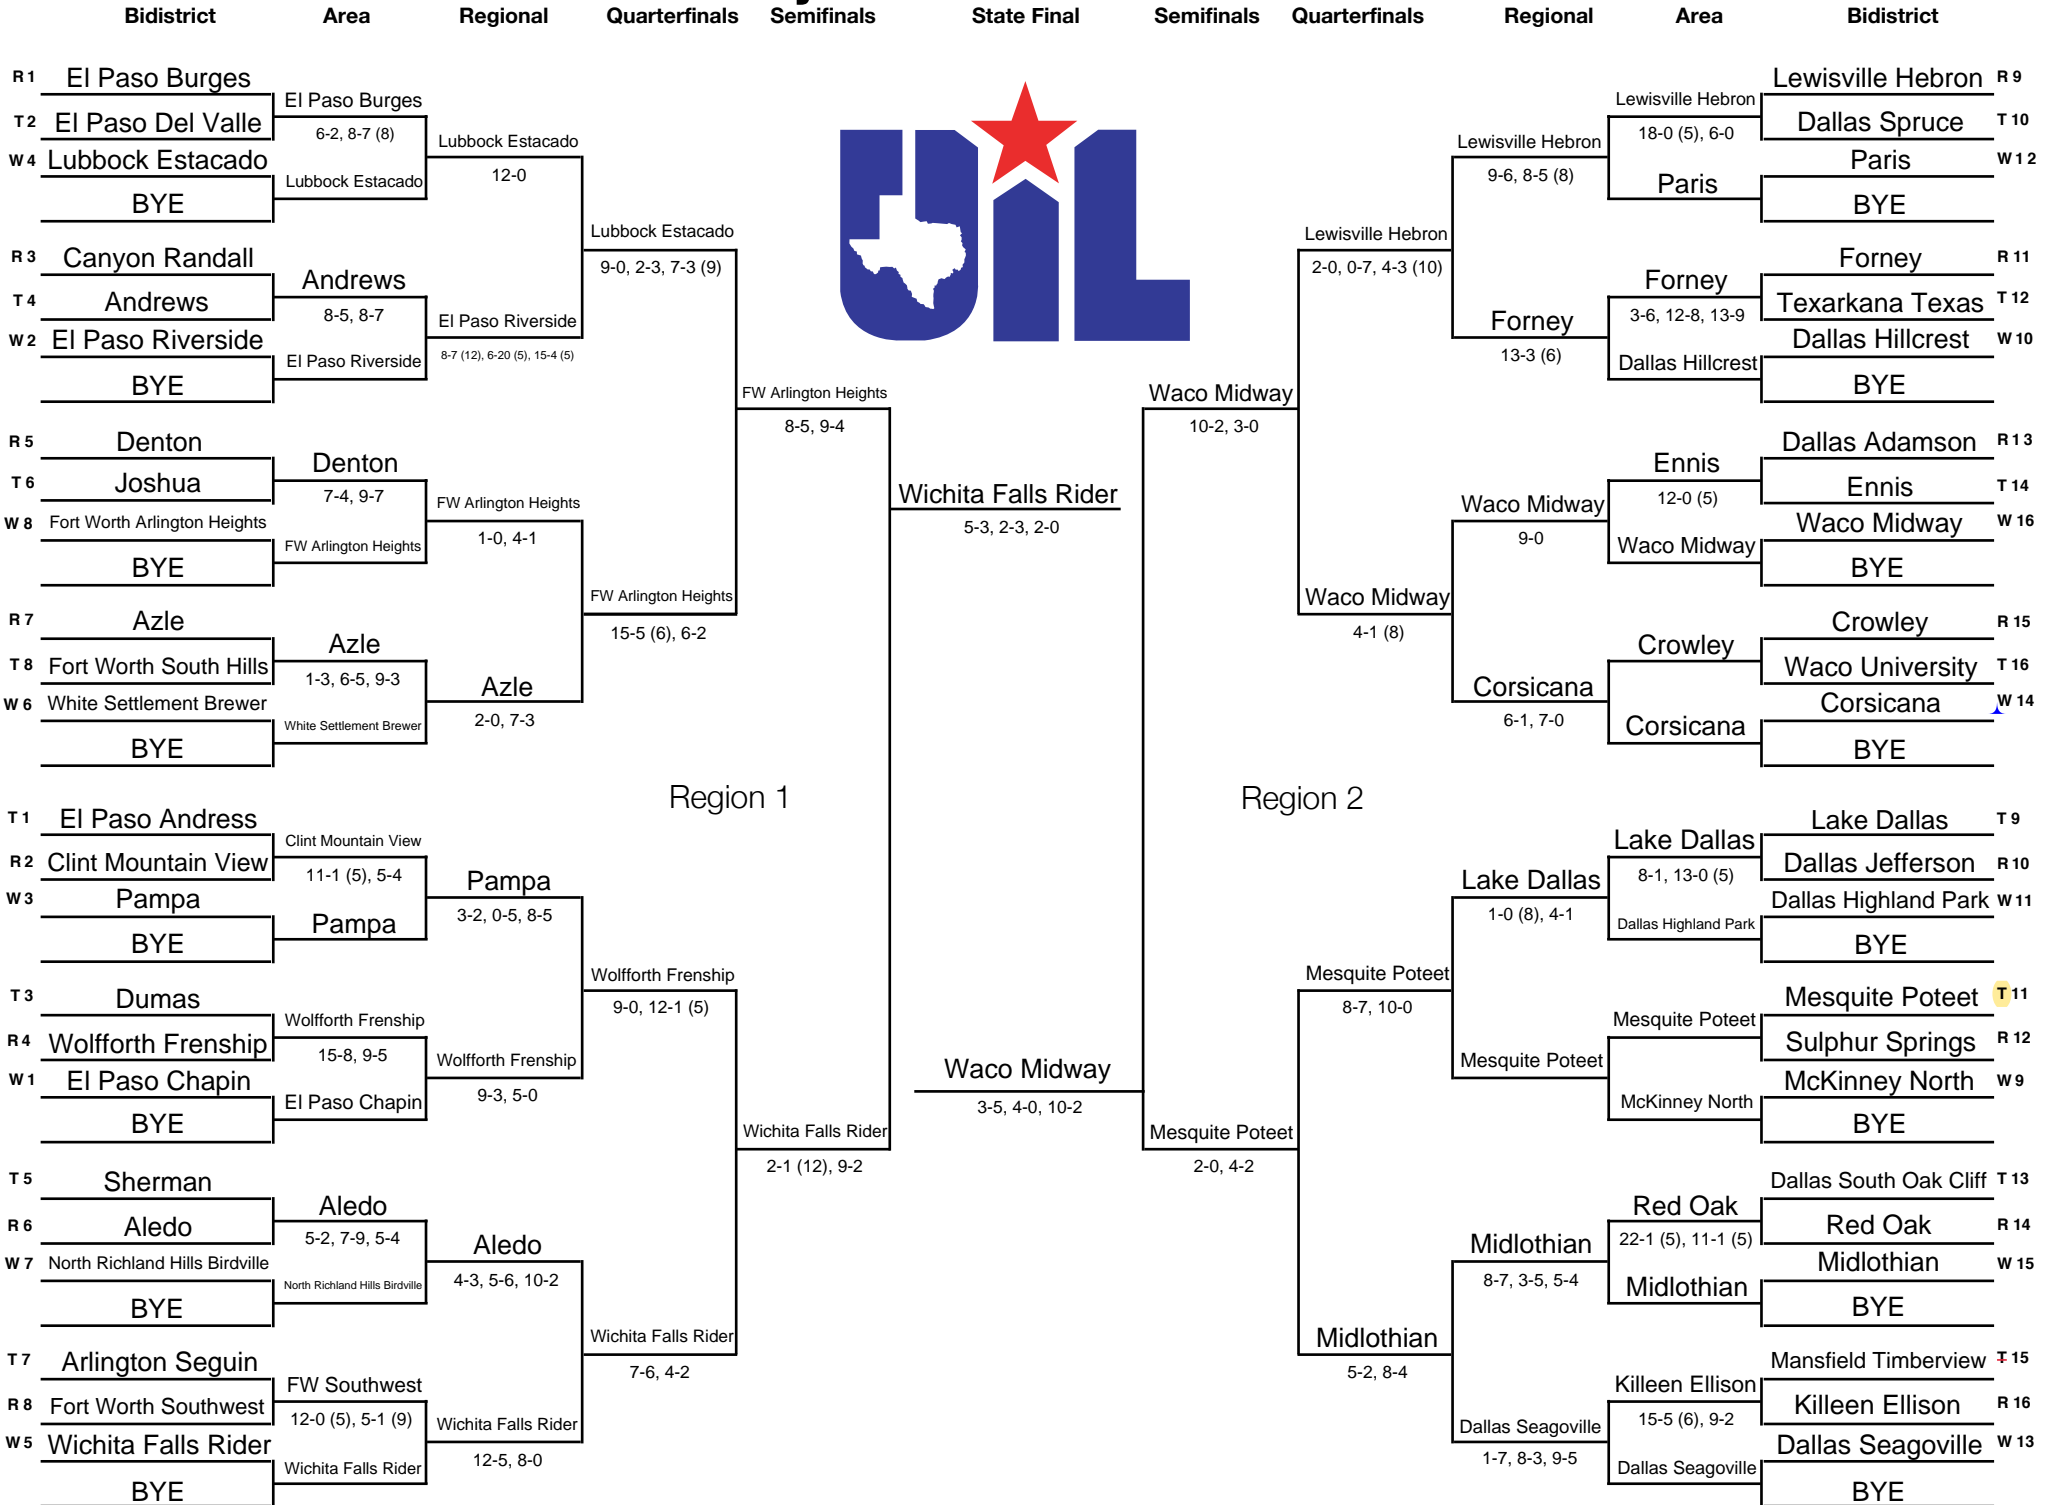 Bidistrict Area Regional Quarterfinals Semifinals State Final Semifinals Quarterfinals Regional Area Bidistrict
R 1 El Paso Burges
El Paso Burges
T 2 El Paso Del Valle
6-2, 8-7 (8)
Lubbock Estacado
12-0
W 4 Lubbock Estacado
Lubbock Estacado
BYE
Lubbock Estacado
9-0, 2-3, 7-3 (9)
R 3 Canyon Randall
Andrews
T 4 Andrews
8-5, 8-7
El Paso Riverside
8-7 (12), 6-20 (5), 15-4 (5)
W 2 El Paso Riverside
El Paso Riverside
BYE
FW Arlington Heights
8-5, 9-4
R 5 Denton
Denton
T 6 Joshua
7-4, 9-7
FW Arlington Heights
1-0, 4-1
W 8 Fort Worth Arlington Heights
FW Arlington Heights
BYE
FW Arlington Heights
15-5 (6), 6-2
R 7 Azle
Azle
T 8 Fort Worth South Hills
1-3, 6-5, 9-3
Azle
2-0, 7-3
W 6 White Settlement Brewer
White Settlement Brewer
BYE
Region 1
T 1 El Paso Andress
Clint Mountain View
R 2 Clint Mountain View
11-1 (5), 5-4
Pampa
3-2, 0-5, 8-5
W 3 Pampa
Pampa
BYE
Wolfforth Frenship
9-0, 12-1 (5)
T 3 Dumas
Wolfforth Frenship
R 4 Wolfforth Frenship
15-8, 9-5
Wolfforth Frenship
9-3, 5-0
W 1 El Paso Chapin
El Paso Chapin
BYE
Wichita Falls Rider
2-1 (12), 9-2
T 5 Sherman
Aledo
R 6 Aledo
5-2, 7-9, 5-4
Aledo
4-3, 5-6, 10-2
W 7 North Richland Hills Birdville
North Richland Hills Birdville
BYE
Wichita Falls Rider
7-6, 4-2
T 7 Arlington Seguin
FW Southwest
R 8 Fort Worth Southwest
12-0 (5), 5-1 (9)
Wichita Falls Rider
12-5, 8-0
W 5 Wichita Falls Rider
Wichita Falls Rider
BYE
UIL
Wichita Falls Rider
5-3, 2-3, 2-0
Waco Midway
3-5, 4-0, 10-2
Lewisville Hebron R 9
Lewisville Hebron
Dallas Spruce T 10
18-0 (5), 6-0
Lewisville Hebron
9-6, 8-5 (8)
Paris W 1 2
Paris
BYE
Lewisville Hebron
2-0, 0-7, 4-3 (10)
Forney R 11
Forney
Texarkana Texas T 12
3-6, 12-8, 13-9
Forney
13-3 (6)
Dallas Hillcrest W 10
Dallas Hillcrest
BYE
Waco Midway
10-2, 3-0
Dallas Adamson R 1 3
Ennis
Ennis T 14
12-0 (5)
Waco Midway
9-0
Waco Midway W 16
Waco Midway
BYE
Waco Midway
4-1 (8)
Crowley R 15
Crowley
Waco University T 16
Corsicana
6-1, 7-0
Corsicana W 14
Corsicana
BYE
Region 2
Lake Dallas T 9
Lake Dallas
Dallas Jefferson R 10
8-1, 13-0 (5)
Lake Dallas
1-0 (8), 4-1
Dallas Highland Park W 11
Dallas Highland Park
BYE
Mesquite Poteet
8-7, 10-0
Mesquite Poteet T 11
Mesquite Poteet
Sulphur Springs R 12
Mesquite Poteet
McKinney North W 9
McKinney North
BYE
Mesquite Poteet
2-0, 4-2
Dallas South Oak Cliff T 13
Red Oak
Red Oak R 14
22-1 (5), 11-1 (5)
Midlothian
8-7, 3-5, 5-4
Midlothian W 15
Midlothian
BYE
Midlothian
5-2, 8-4
Mansfield Timberview T 15
Killeen Ellison
Killeen Ellison R 16
15-5 (6), 9-2
Dallas Seagoville
1-7, 8-3, 9-5
Dallas Seagoville W 13
Dallas Seagoville
BYE